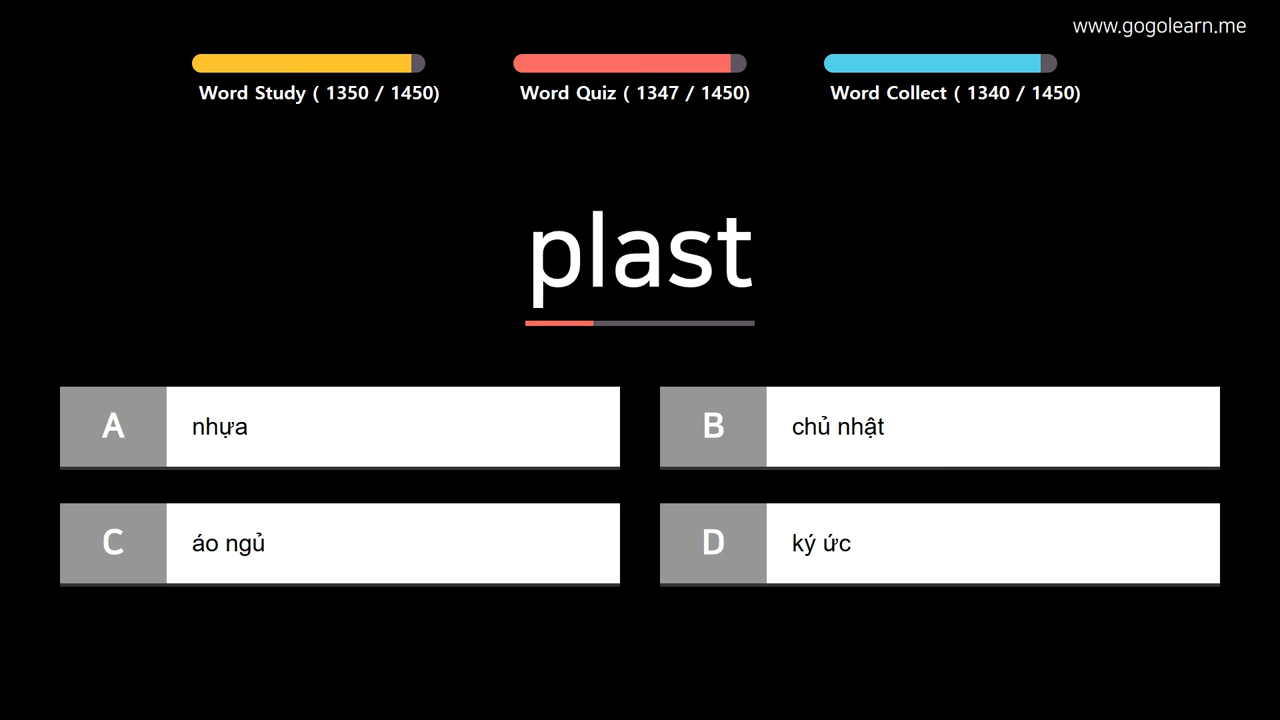 www.gogolearn.me
Word Study ( 1350 / 1450)
Word Quiz ( 1347 / 1450)
Word Collect ( 1340 / 1450)
plast
A nhựa
B chủ nhật
C áo ngủ
D ký ức